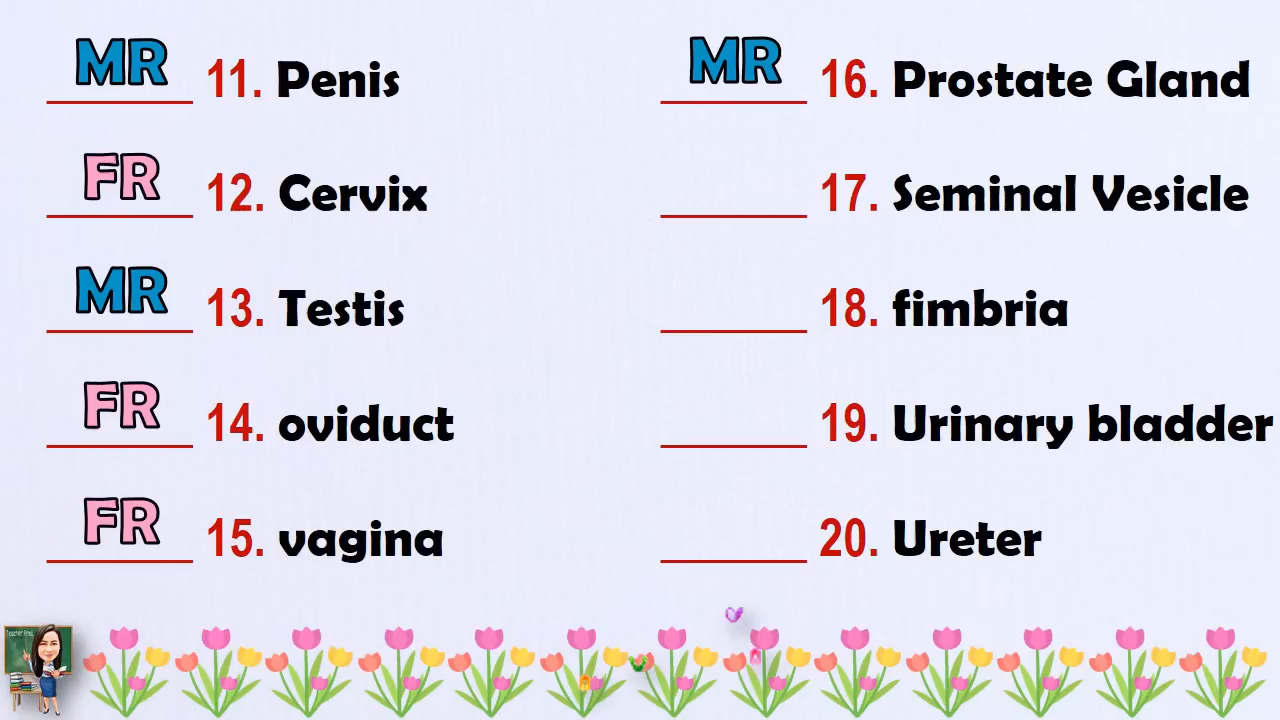 MR 11. Penis
FR 12. Cervix
MR 13. Testis
FR 14. oviduct
FR 15. vagina
MR 16. Prostate Gland
17. Seminal Vesicle
18. fimbria
19. Urinary bladder
20. Ureter